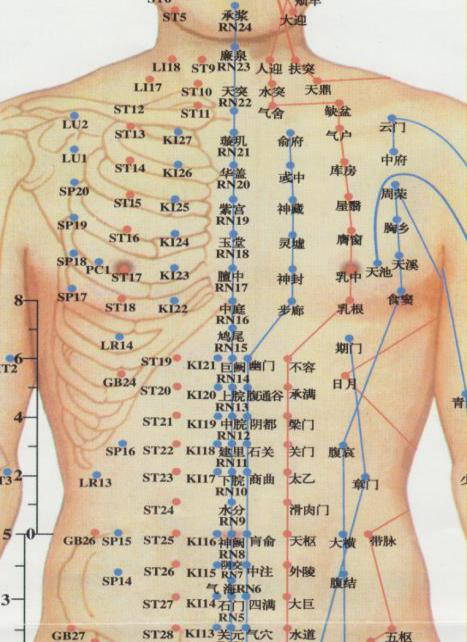 ST5 承浆 大迎
RN24
廉泉
LI18 ST9 RN23 人迎 扶突
LI17 ST10 天突 水突 天鼎
ST12 ST11 RN22 气舍 缺盆
LU2 ST13 KI27 璇玑 俞府 气户 云门
RN21
LU1 ST14 KI26 华盖 彧中 库房 中府
SP20 RN20 周荣
ST15 KI25 紫宫 神藏 屋翳
SP19 RN19 胸乡
ST16 KI24 玉堂 灵墟 膺窗
SP18 RN18
PC1 ST17 KI23 膻中 神封 乳中 天池 天溪
SP17 RN17
8 ST18 KI22 中庭 步廊 乳根 食窦
RN16
LR14 鸠尾 期门
RN15
6 ST19 KI21 巨阙 幽门 不容
GB24 RN14 日月
ST20 KI20 上脘 腹通谷 承满
RN13
4 ST21 KI19 中脘 阴都 梁门
RN12
SP16 ST22 KI18 建里 石关 关门 腹哀
RN11
2 LR13 ST23 KI17 下脘 商曲 太乙 章门
RN10
ST24 水分 滑肉门
RN9
5 0 GB26 SP15 ST25 KI16 神阙 肓俞 天枢 大横 带脉
RN8
SP14 ST26 KI15 阴交 中注 外陵 腹结
RN7
气海 RN6
3 ST27 KI14 石门 四满 大巨
RN5
GB27 ST28 KI13 关元 气穴 水道 五枢